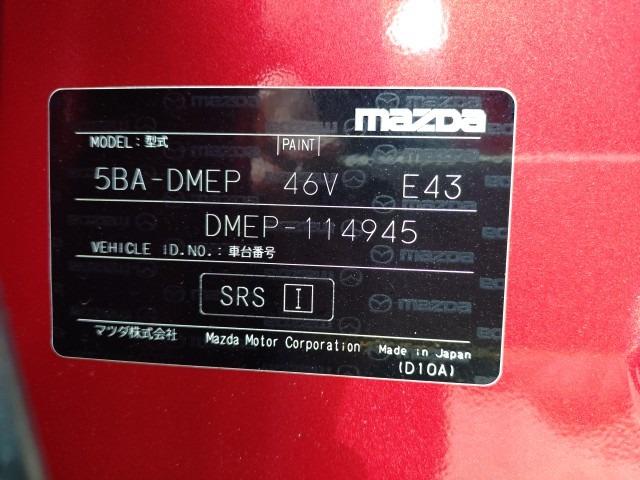 mazda
MODEL:型式 PAINT
5BA-DMEP 46V E43
DMEP-114945
VEHICLE ID.NO.:車台番号
SRS I
マツダ株式会社 Mazda Motor Corporation Made in Japan
(D10A)